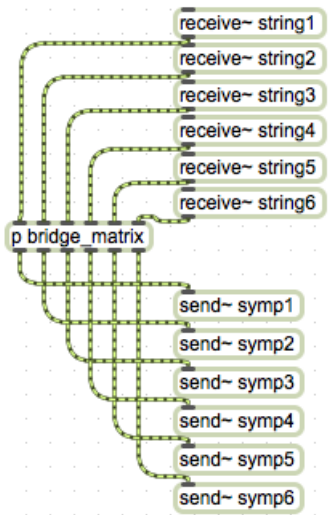 receive~ string1
receive~ string2
receive~ string3
receive~ string4
receive~ string5
receive~ string6
p bridge_matrix
send~ symp1
send~ symp2
send~ symp3
send~ symp4
send~ symp5
send~ symp6